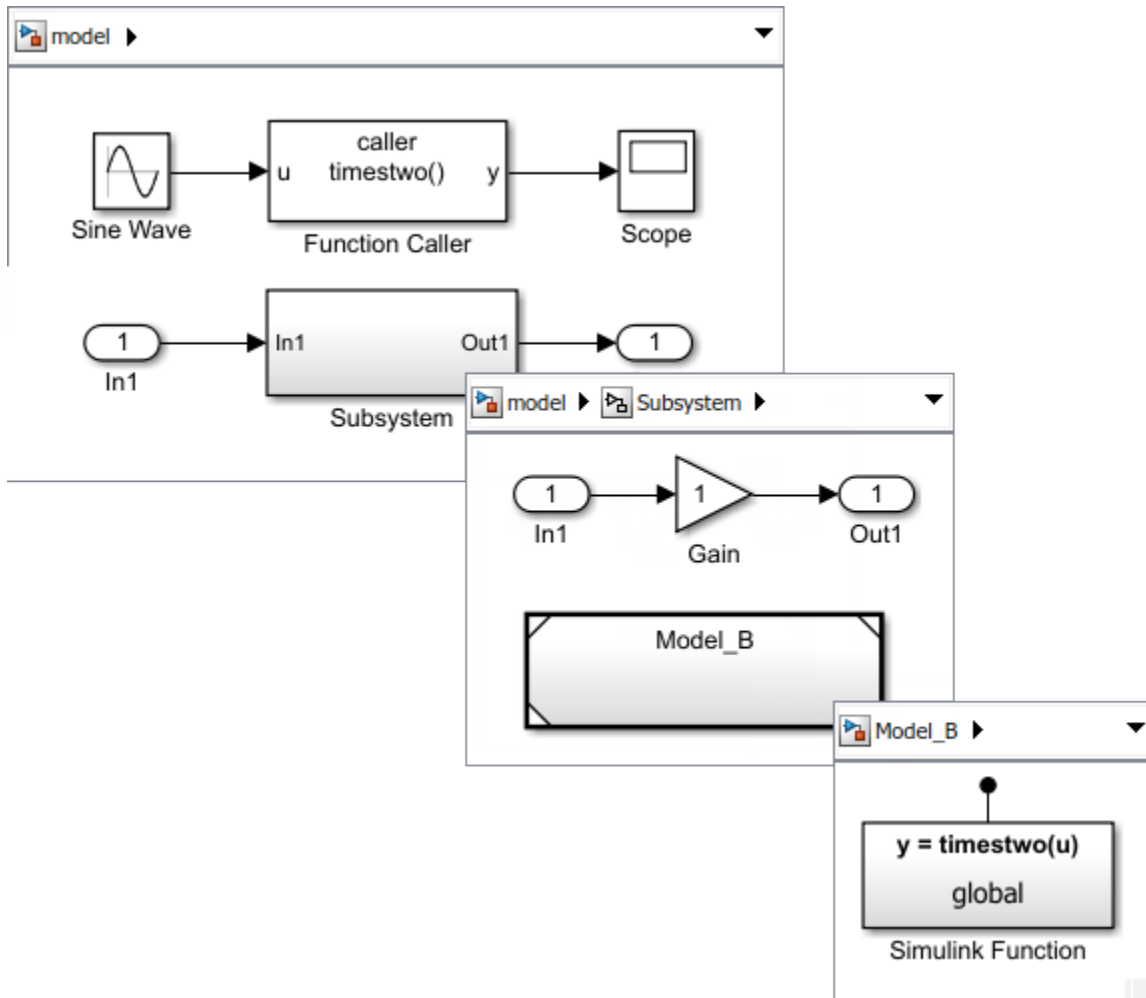 model
caller
u timestwo() y
Sine Wave
Function Caller
Scope
1 In1 Out1 1
In1
Subsystem
model Subsystem
1 1 1
In1
Gain
Out1
Model_B
Model_B
y = timestwo(u)
global
Simulink Function